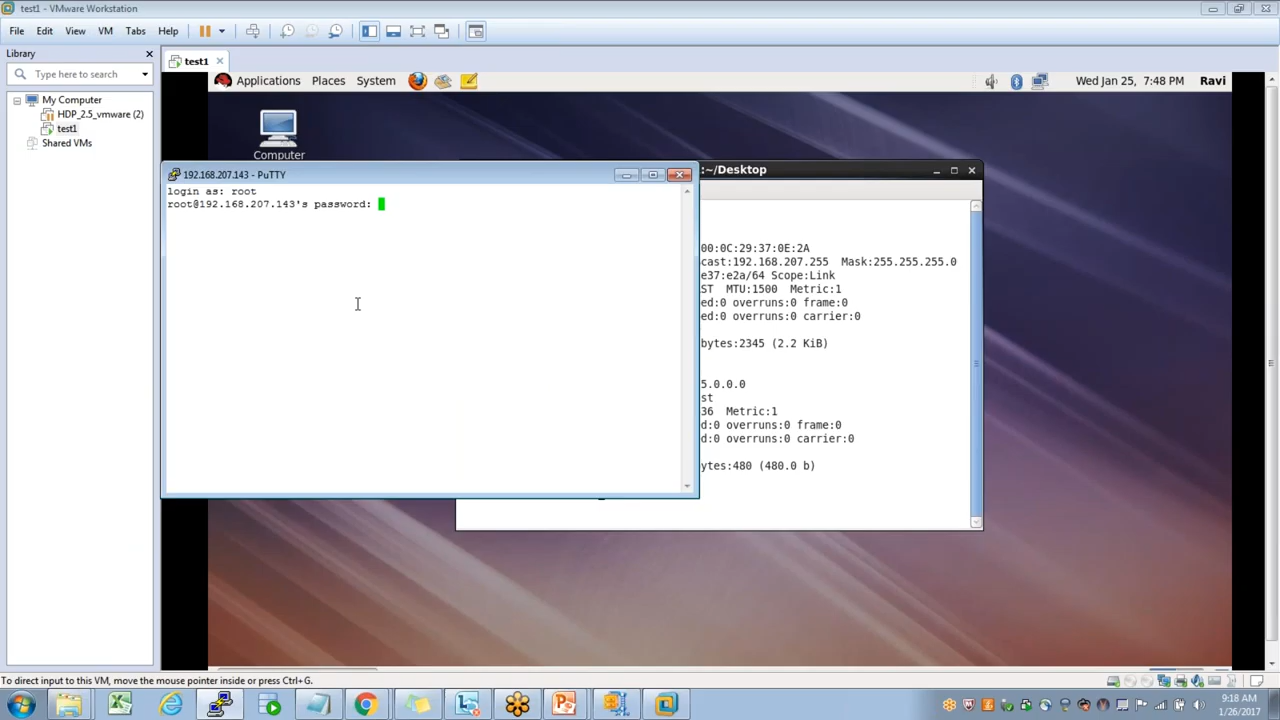 test1 - VMware Workstation
File Edit View VM Tabs Help
Library
Type here to search
My Computer
HDP_2.5_vmware (2)
test1
Shared VMs
test1
Applications Places System
Wed Jan 25, 7:48 PM Ravi
Computer
192.168.207.143 - PuTTY
login as: root
root@192.168.207.143's password:
:~/Desktop
00:0C:29:37:0E:2A
cast:192.168.207.255 Mask:255.255.255.0
e37:e2a/64 Scope:Link
ST MTU:1500 Metric:1
ed:0 overruns:0 frame:0
ed:0 overruns:0 carrier:0
bytes:2345 (2.2 KiB)
5.0.0.0
st
36 Metric:1
ed:0 overruns:0 frame:0
ed:0 overruns:0 carrier:0
ytes:480 (480.0 b)
To direct input to this VM, move the mouse pointer inside or press Ctrl+G.
9:18 AM
1/26/2017